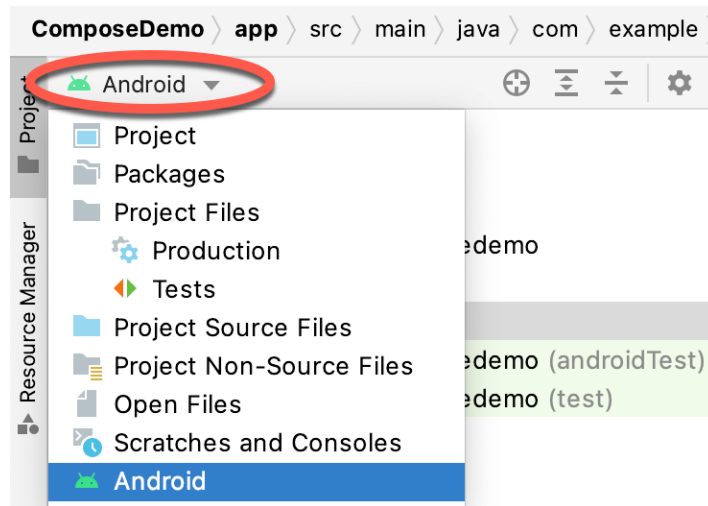 ComposeDemo 〉 app 〉 src 〉 main 〉 java 〉 com 〉 example
Project
Android
Project
Packages
Project Files
Production
edemo
Tests
Resource Manager
Project Source Files
Project Non-Source Files
edemo (androidTest)
Open Files
edemo (test)
Scratches and Consoles
Android